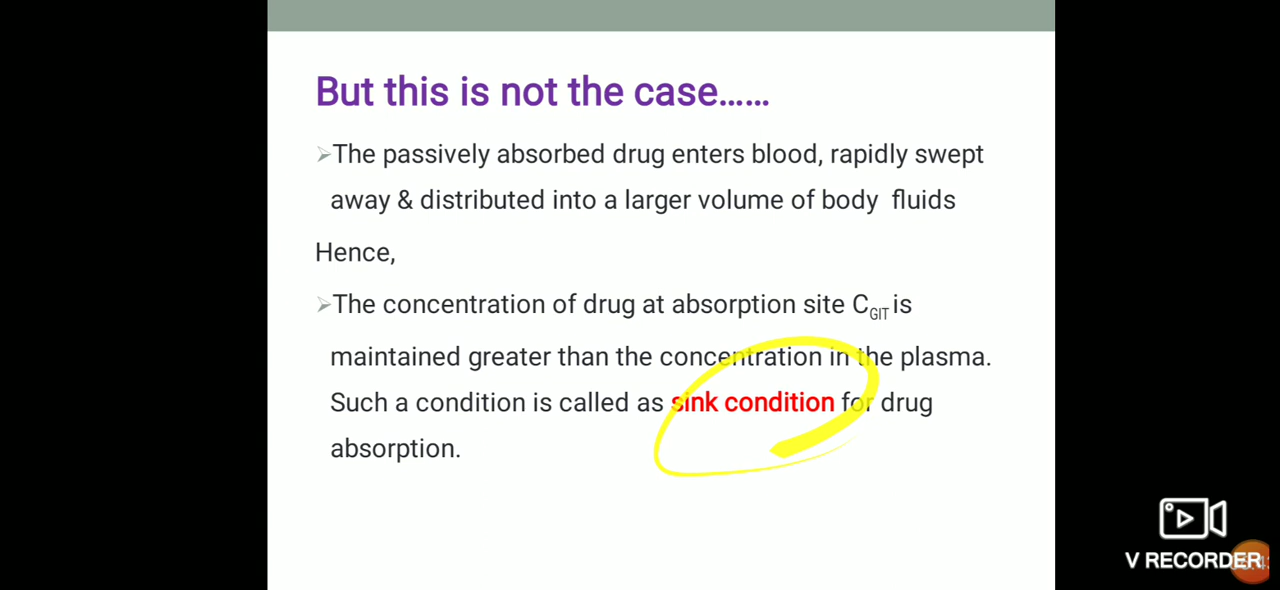 But this is not the case......
➢The passively absorbed drug enters blood, rapidly swept
away & distributed into a larger volume of body fluids
Hence,
➢The concentration of drug at absorption site CGIT is
maintained greater than the concentration in the plasma.
Such a condition is called as sink condition for drug
absorption.
V RECORDER